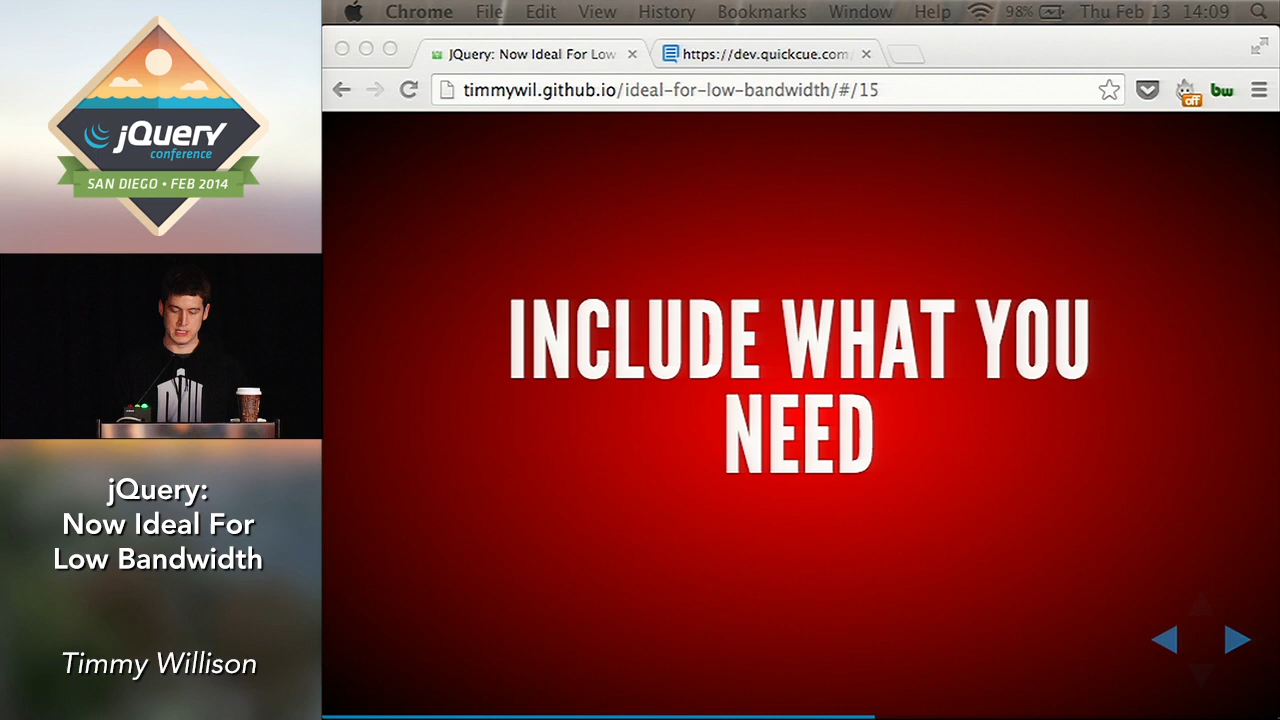 jQuery
conference
SAN DIEGO • FEB 2014
jQuery:
Now Ideal For
Low Bandwidth
Timmy Willison
Chrome File Edit View History Bookmarks Window Help 98% Thu Feb 13 14:09
jQuery: Now Ideal For Low https://dev.quickcue.com/
timmywil.github.io/ideal-for-low-bandwidth/#/15
off bw
INCLUDE WHAT YOU
NEED